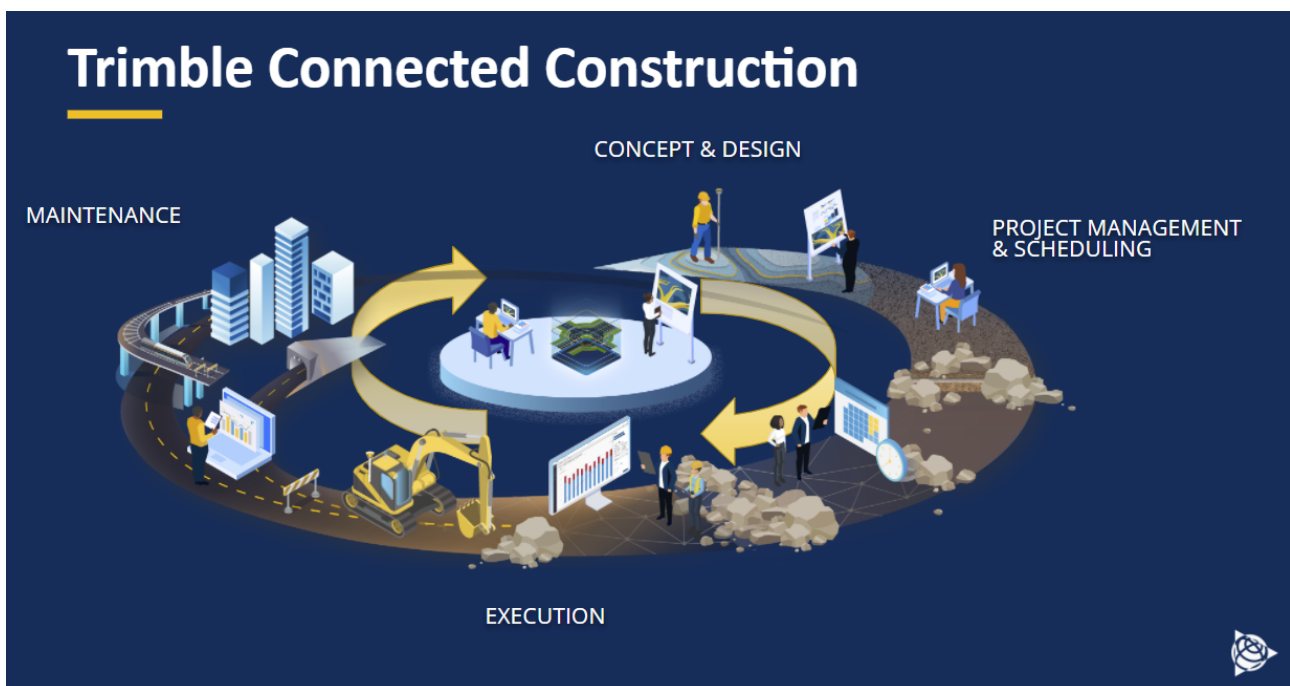 Trimble Connected Construction
CONCEPT & DESIGN
MAINTENANCE
PROJECT MANAGEMENT
& SCHEDULING
EXECUTION